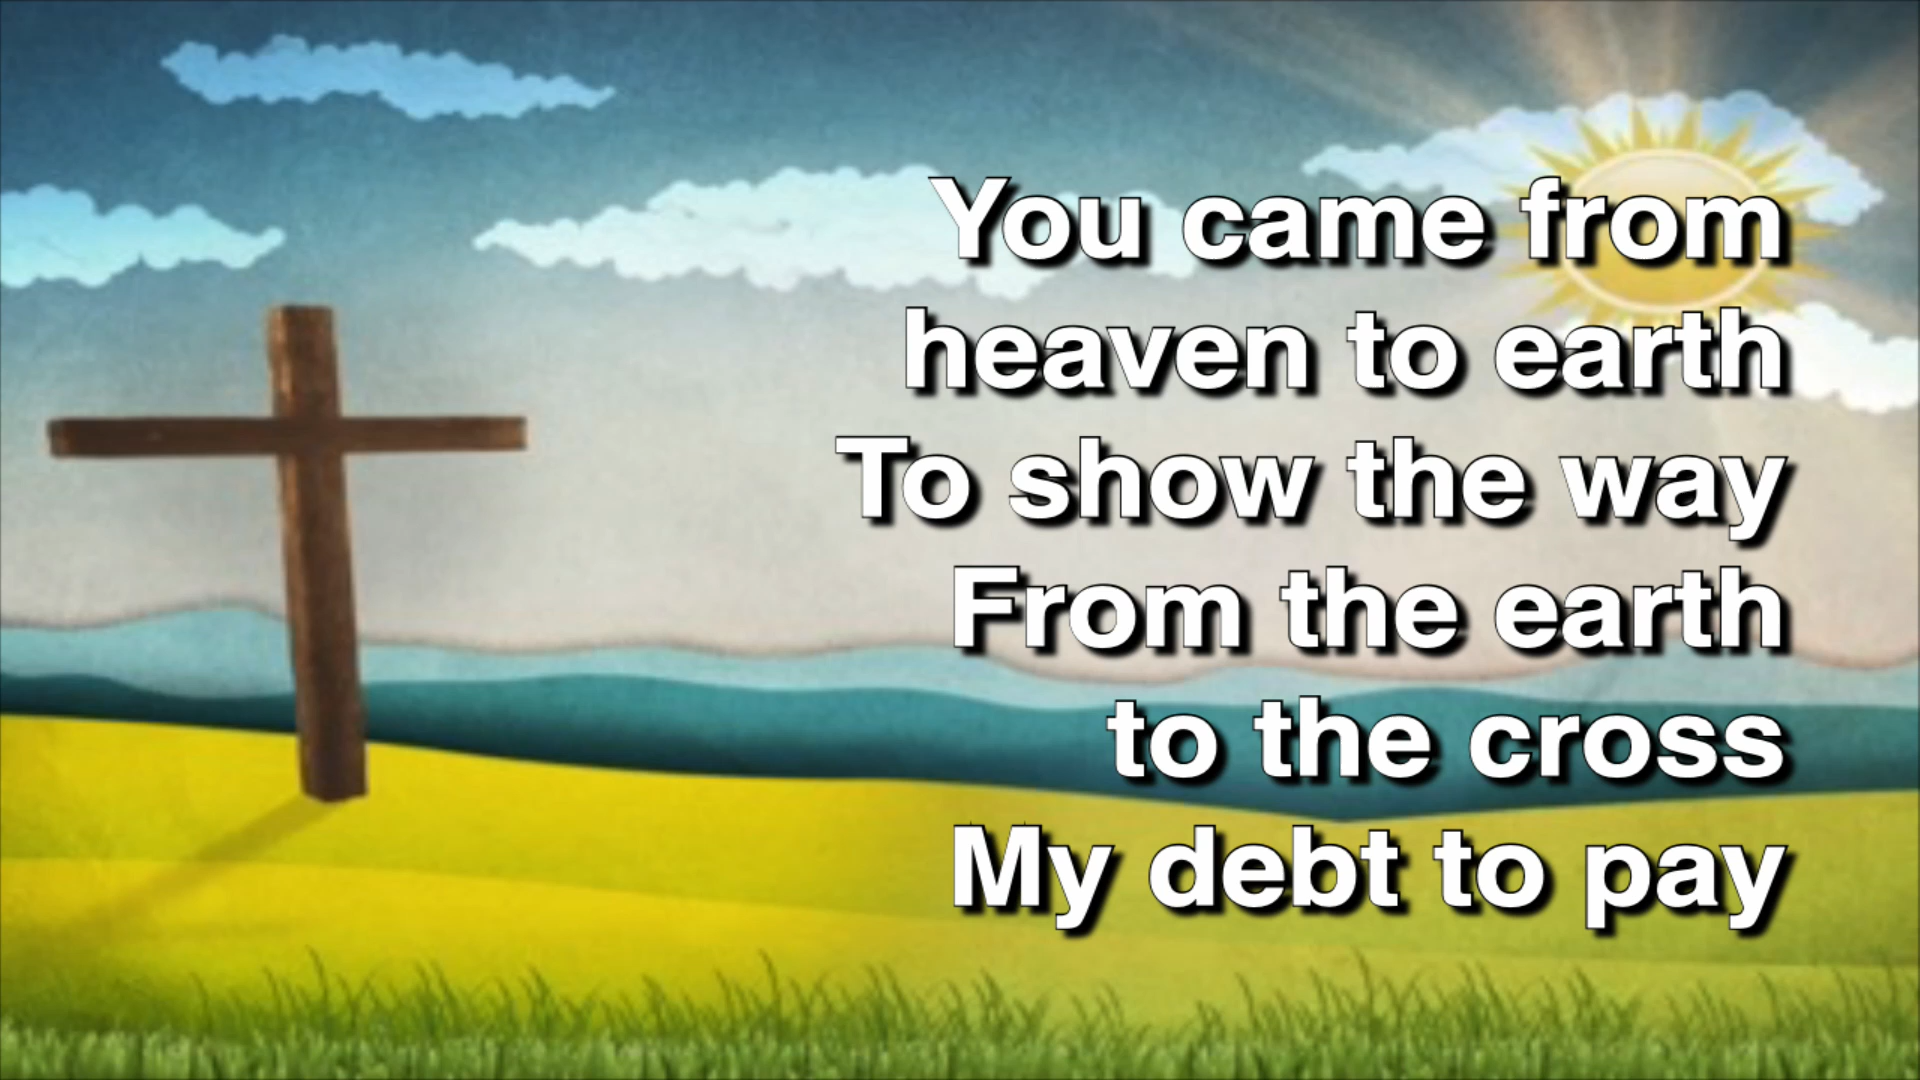 You came from
heaven to earth
To show the way
From the earth
to the cross
My debt to pay